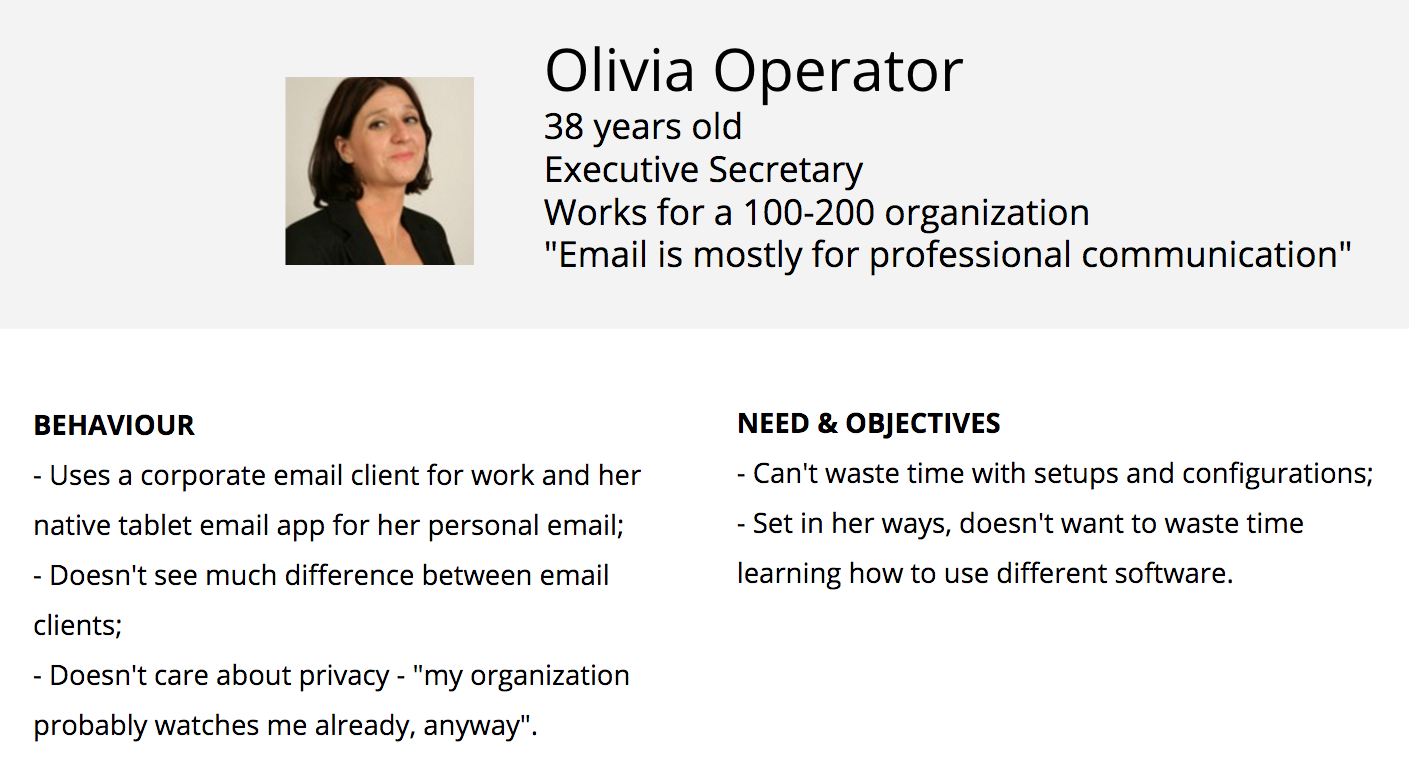 Olivia Operator
38 years old
Executive Secretary
Works for a 100-200 organization
"Email is mostly for professional communication"
BEHAVIOUR
- Uses a corporate email client for work and her
native tablet email app for her personal email;
- Doesn't see much difference between email
clients;
- Doesn't care about privacy - "my organization
probably watches me already, anyway".
NEED & OBJECTIVES
- Can't waste time with setups and configurations;
- Set in her ways, doesn't want to waste time
learning how to use different software.